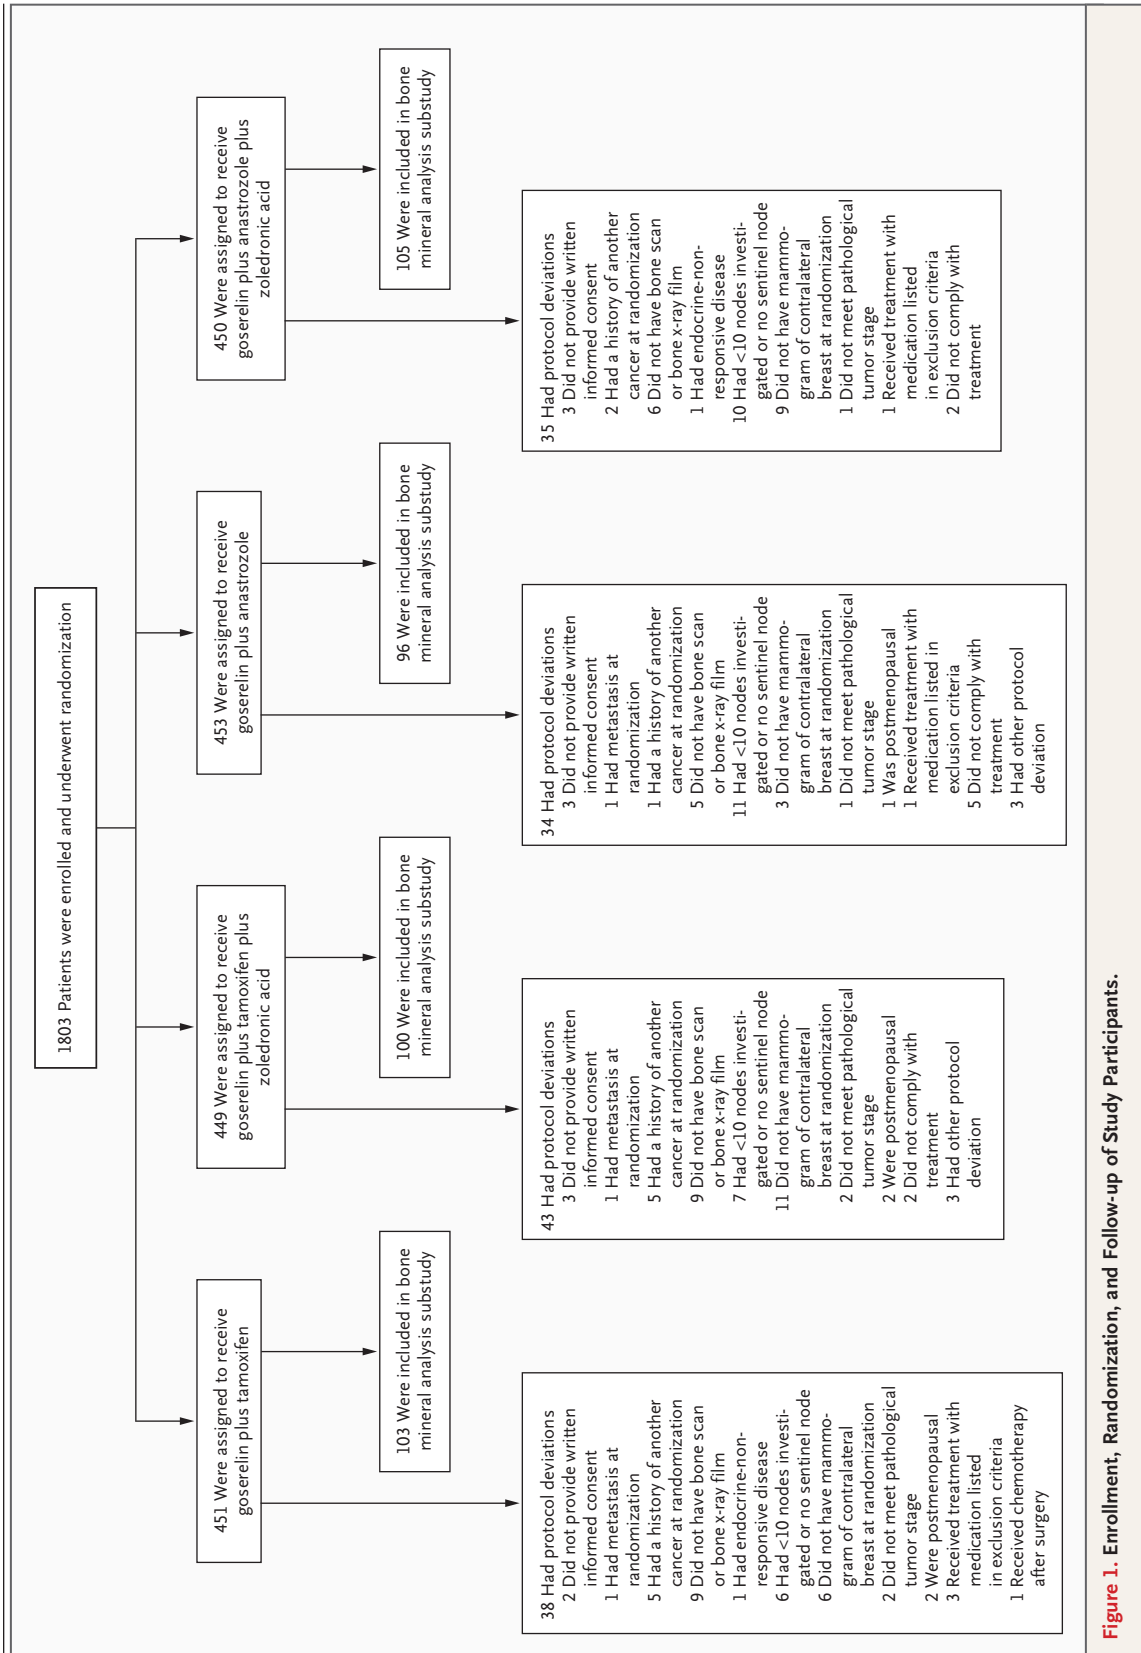 1803 Patients were enrolled and underwent randomization
451 Were assigned to receive
goserelin plus tamoxifen
449 Were assigned to receive
goserelin plus tamoxifen plus
zoledronic acid
453 Were assigned to receive
goserelin plus anastrozole
450 Were assigned to receive
goserelin plus anastrozole plus
zoledronic acid
103 Were included in bone
mineral analysis substudy
100 Were included in bone
mineral analysis substudy
96 Were included in bone
mineral analysis substudy
105 Were included in bone
mineral analysis substudy
38 Had protocol deviations
2 Did not provide written
informed consent
1 Had metastasis at
randomization
5 Had a history of another
cancer at randomization
9 Did not have bone scan
or bone x-ray film
1 Had endocrine-non-
responsive disease
6 Had <10 nodes investi-
gated or no sentinel node
6 Did not have mammo-
gram of contralateral
breast at randomization
2 Did not meet pathological
tumor stage
2 Were postmenopausal
3 Received treatment with
medication listed
in exclusion criteria
1 Received chemotherapy
after surgery
43 Had protocol deviations
3 Did not provide written
informed consent
1 Had metastasis at
randomization
5 Had a history of another
cancer at randomization
9 Did not have bone scan
or bone x-ray film
7 Had <10 nodes investi-
gated or no sentinel node
11 Did not have mammo-
gram of contralateral
breast at randomization
2 Did not meet pathological
tumor stage
2 Were postmenopausal
2 Did not comply with
treatment
3 Had other protocol
deviation
34 Had protocol deviations
3 Did not provide written
informed consent
1 Had metastasis at
randomization
1 Had a history of another
cancer at randomization
5 Did not have bone scan
or bone x-ray film
11 Had <10 nodes investi-
gated or no sentinel node
3 Did not have mammo-
gram of contralateral
breast at randomization
1 Did not meet pathological
tumor stage
1 Was postmenopausal
1 Received treatment with
medication listed in
exclusion criteria
5 Did not comply with
treatment
3 Had other protocol
deviation
35 Had protocol deviations
3 Did not provide written
informed consent
2 Had a history of another
cancer at randomization
6 Did not have bone scan
or bone x-ray film
1 Had endocrine-non-
responsive disease
10 Had <10 nodes investi-
gated or no sentinel node
9 Did not have mammo-
gram of contralateral
breast at randomization
1 Did not meet pathological
tumor stage
1 Received treatment with
medication listed
in exclusion criteria
2 Did not comply with
treatment
Figure 1. Enrollment, Randomization, and Follow-up of Study Participants.